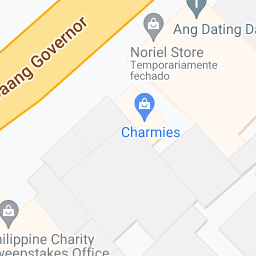 Ang Dating Da
Noriel Store
Temporariamente
fechado
aang Governor
Charmies
hilippine Charity
weepstakes Office